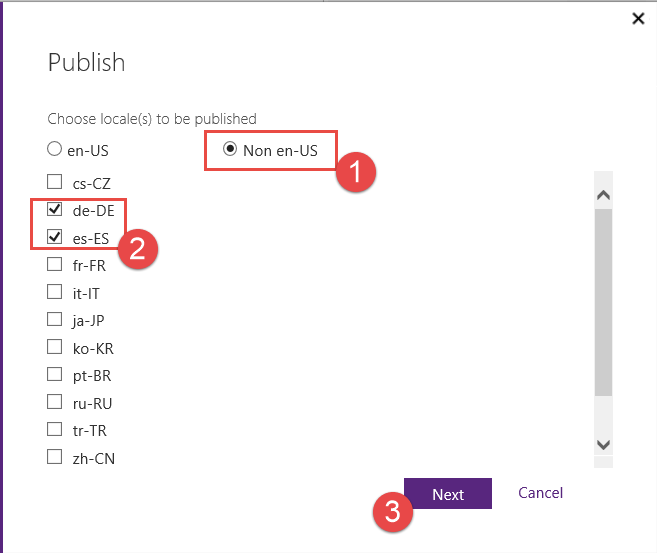 Publish
Choose locale(s) to be published
en-US Non en-US
1
cs-CZ
de-DE
es-ES
2
fr-FR
it-IT
ja-JP
ko-KR
pt-BR
ru-RU
tr-TR
zh-CN
3 Next Cancel